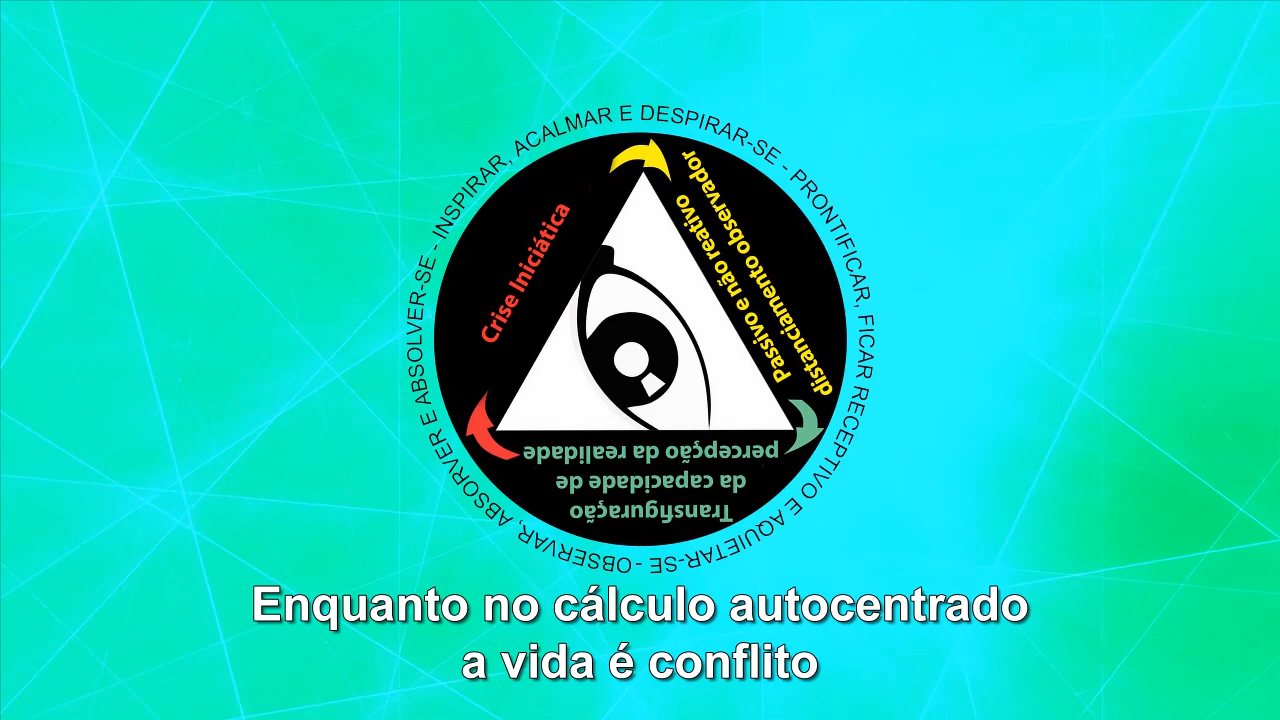 INSPIRAR, ACALMAR E DESPIRAR-SE - PRONTIFICAR, FICAR RECEPTIVO E AQUIETAR-SE - OBSERVAR, ABSORVER E ABSOLVER-SE -
Crise Iniciática
Passivo e não reativo
distanciamento observador
Transfiguração
da capacidade de
percepção da realidade
Enquanto no cálculo autocentrado
a vida é conflito